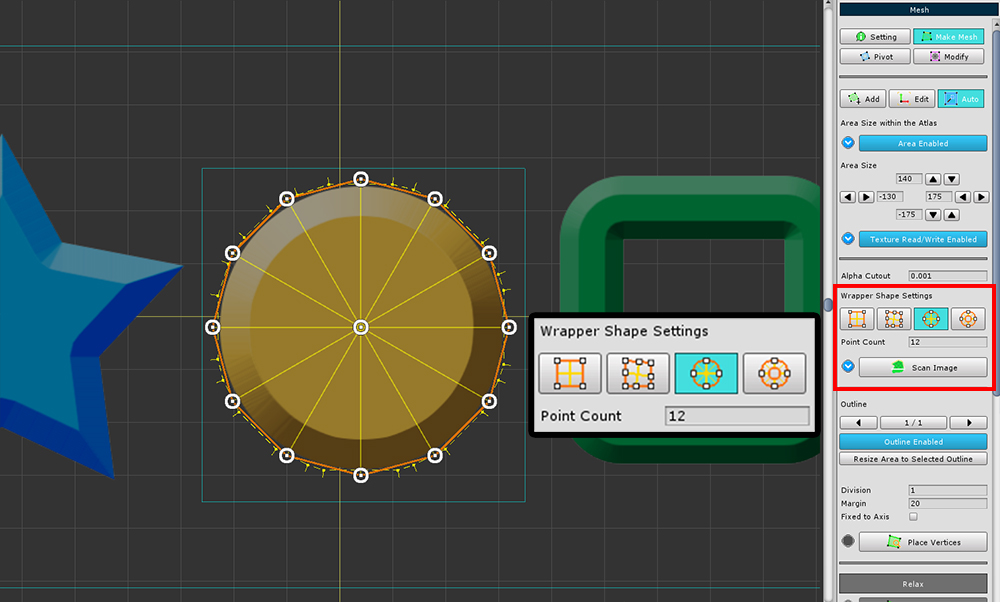 Mesh
Setting
Make Mesh
Pivot
Modify
Add
Edit
Auto
Area Size within the Atlas
Area Enabled
Area Size
140
-130
175
-175
Texture Read/Write Enabled
Alpha Cutout
0.001
Wrapper Shape Settings
Point Count
12
Scan Image
Wrapper Shape Settings
Point Count
12
Outline
1 / 1
Outline Enabled
Resize Area to Selected Outline
Division
1
Margin
20
Fixed to Axis
Place Vertices
Relax